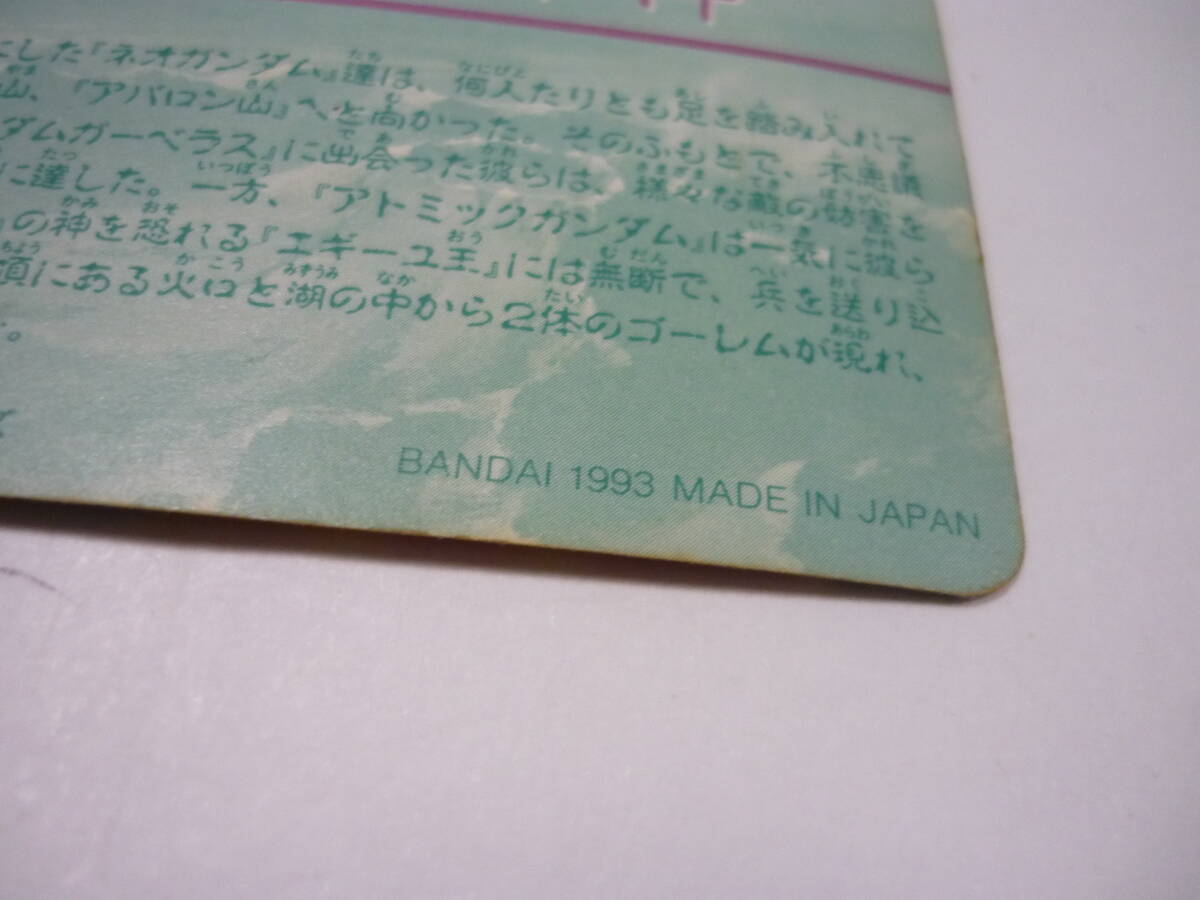 にした『ネオガンダム』達は、何人たりとも足を踏み入れて
山、『アバロン山』へと向かった。そのふもとで、不思議
ダムガーベラス』に出会った彼らは、様々な敵の妨害を
に達した。一方、『アトミックガンダム』は一気に彼ら
の神を恐れる『エギーユ王』には無断で、兵を送り込
頂にある火口と湖の中から2体のゴーレムが現れ、
。
BANDAI 1993 MADE IN JAPAN